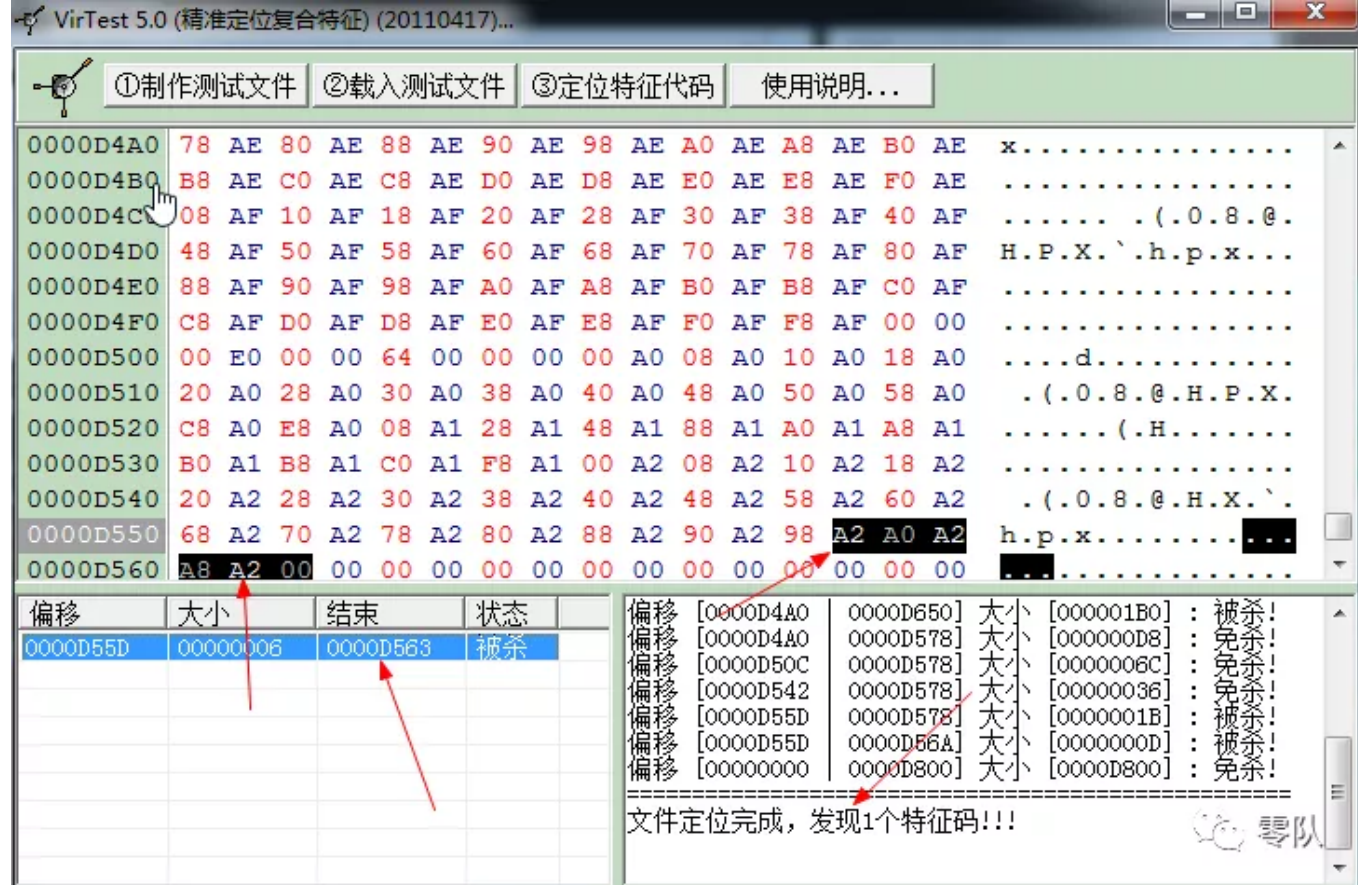 VirTest 5.0 (精准定位复合特征) (20110417)...
①制作测试文件 ②载入测试文件 ③定位特征代码 使用说明...
0000D4A0 78 AE 80 AE 88 AE 90 AE 98 AE A0 AE A8 AE B0 AE x...............
0000D4B0 B8 AE C0 AE C8 AE D0 AE D8 AE E0 AE E8 AE F0 AE ................
0000D4C 08 AF 10 AF 18 AF 20 AF 28 AF 30 AF 38 AF 40 AF ...... .(.0.8.@.
0000D4D0 48 AF 50 AF 58 AF 60 AF 68 AF 70 AF 78 AF 80 AF H.P.X.`.h.p.x...
0000D4E0 88 AF 90 AF 98 AF A0 AF A8 AF B0 AF B8 AF C0 AF ................
0000D4F0 C8 AF D0 AF D8 AF E0 AF E8 AF F0 AF F8 AF 00 00 ................
0000D500 00 E0 00 00 64 00 00 00 00 A0 08 A0 10 A0 18 A0 ....d...........
0000D510 20 A0 28 A0 30 A0 38 A0 40 A0 48 A0 50 A0 58 A0  .(.0.8.@.H.P.X.
0000D520 C8 A0 E8 A0 08 A1 28 A1 48 A1 88 A1 A0 A1 A8 A1 ......(.H.......
0000D530 B0 A1 B8 A1 C0 A1 F8 A1 00 A2 08 A2 10 A2 18 A2 ................
0000D540 20 A2 28 A2 30 A2 38 A2 40 A2 48 A2 58 A2 60 A2  .(.0.8.@.H.X.`.
0000D550 68 A2 70 A2 78 A2 80 A2 88 A2 90 A2 98 A2 A0 A2 h.p.x...........
0000D560 A8 A2 00 00 00 00 00 00 00 00 00 00 00 00 00 00 ................
偏移 大小 结束 状态
0000D55D 00000006 0000D563 被杀
偏移 [0000D4A0 | 0000D650] 大小 [000001B0] : 被杀!
偏移 [0000D4A0 | 0000D578] 大小 [000000D8] : 免杀!
偏移 [0000D50C | 0000D578] 大小 [0000006C] : 免杀!
偏移 [0000D542 | 0000D578] 大小 [00000036] : 免杀!
偏移 [0000D55D | 0000D578] 大小 [0000001B] : 被杀!
偏移 [0000D55D | 0000D56A] 大小 [0000000D] : 被杀!
偏移 [00000000 | 0000D800] 大小 [0000D800] : 免杀!
====================================================
文件定位完成，发现1个特征码!!!
零队